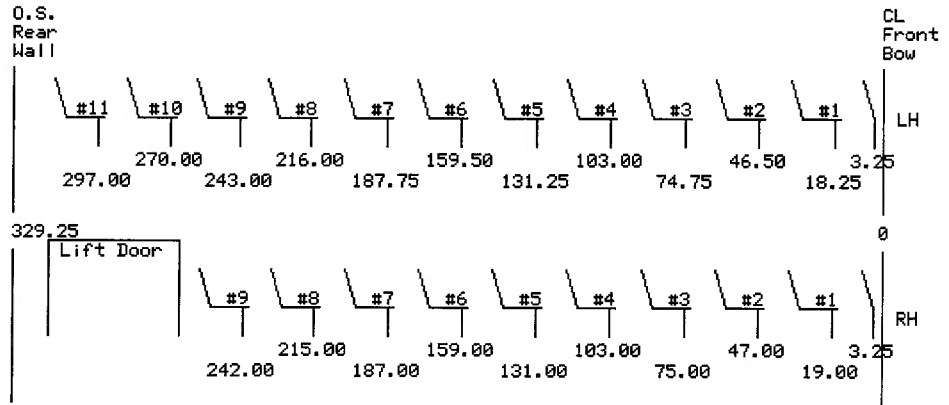 O.S.
Rear
Wall
CL
Front
Bow
#11 #10 #9 #8 #7 #6 #5 #4 #3 #2 #1
LH
270.00 216.00 159.50 103.00 46.50 3.25
297.00 243.00 187.75 131.25 74.75 18.25
329.25 0
Lift Door
#9 #8 #7 #6 #5 #4 #3 #2 #1
RH
215.00 159.00 103.00 47.00 3.25
242.00 187.00 131.00 75.00 19.00